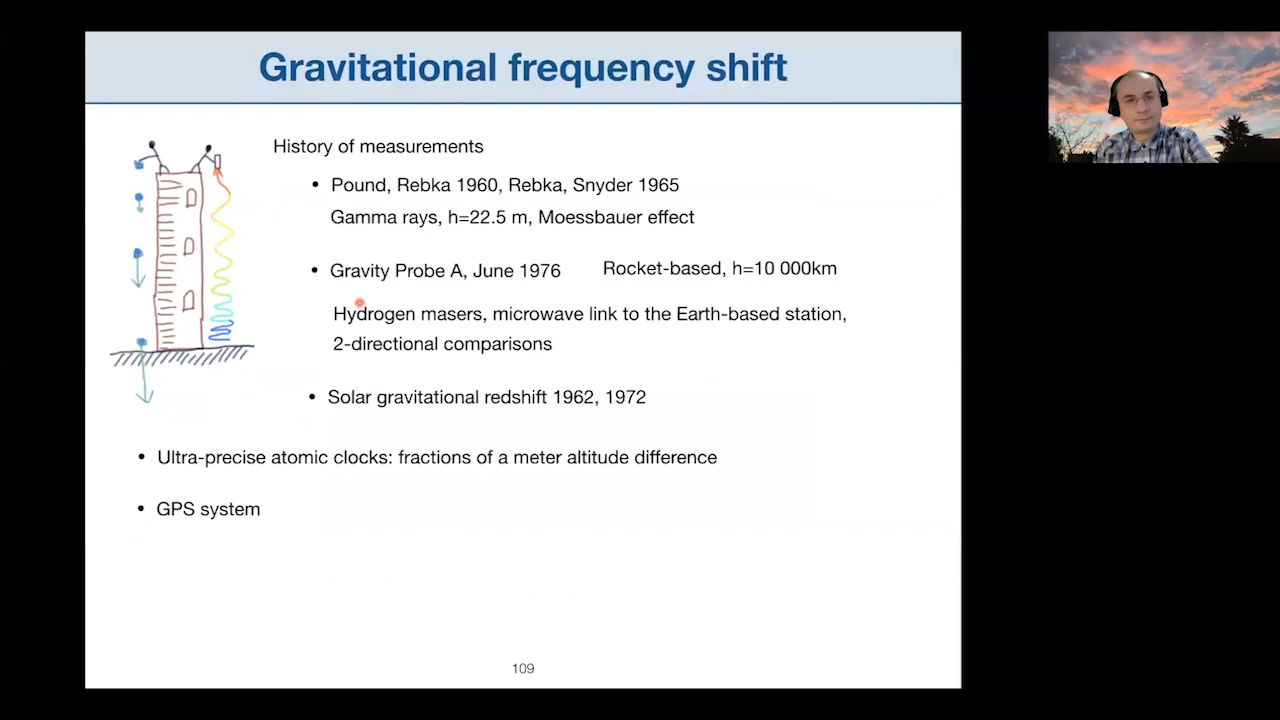 Gravitational frequency shift
History of measurements
• Pound, Rebka 1960, Rebka, Snyder 1965
Gamma rays, h=22.5 m, Moessbauer effect
• Gravity Probe A, June 1976 Rocket-based, h=10 000km
Hydrogen masers, microwave link to the Earth-based station,
2-directional comparisons
• Solar gravitational redshift 1962, 1972
• Ultra-precise atomic clocks: fractions of a meter altitude difference
• GPS system
109